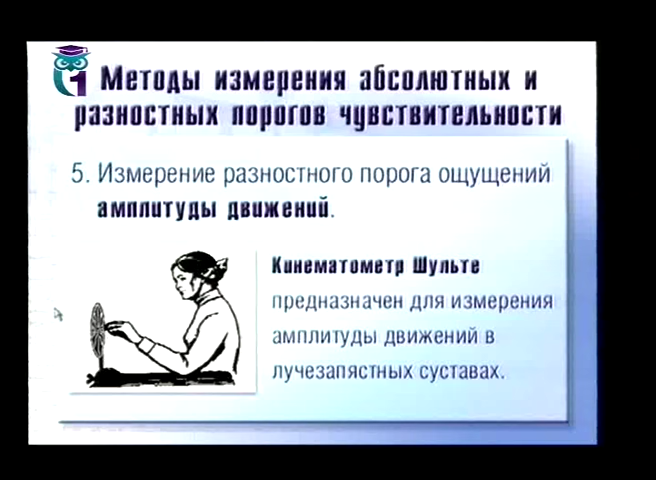 Методы измерения абсолютных и
разностных порогов чувствительности
5. Измерение разностного порога ощущений
амплитуды движений.
Кинематометр Шульте
предназначен для измерения
амплитуды движений в
лучезапястных суставах.
1